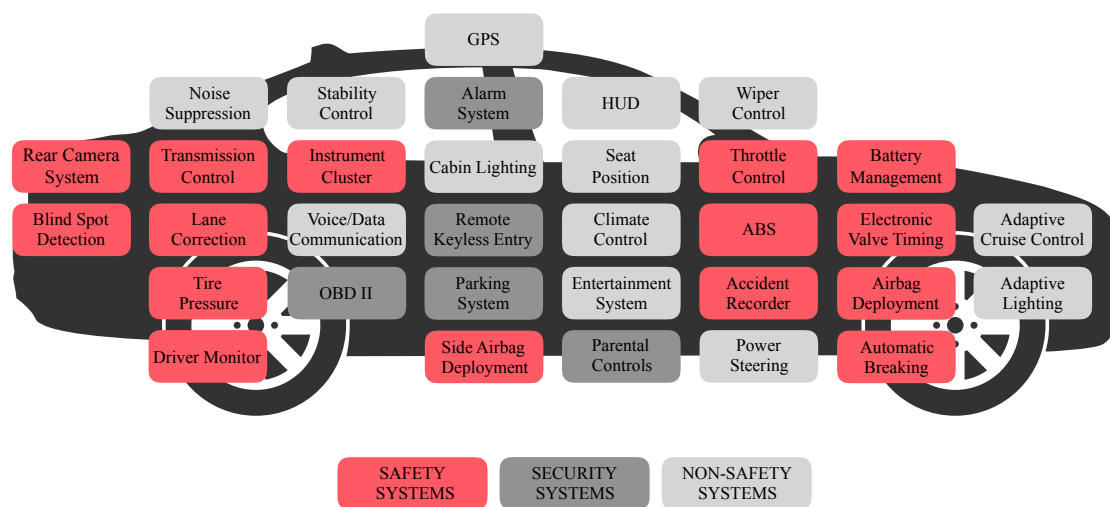 GPS
Noise
Suppression
Stability
Control
Alarm
System
HUD
Wiper
Control
Rear Camera
System
Transmission
Control
Instrument
Cluster
Cabin Lighting
Seat
Position
Throttle
Control
Battery
Management
Blind Spot
Detection
Lane
Correction
Voice/Data
Communication
Remote
Keyless Entry
Climate
Control
ABS
Electronic
Valve Timing
Adaptive
Cruise Control
Tire
Pressure
OBD II
Parking
System
Entertainment
System
Accident
Recorder
Airbag
Deployment
Adaptive
Lighting
Driver Monitor
Side Airbag
Deployment
Parental
Controls
Power
Steering
Automatic
Breaking
SAFETY
SYSTEMS
SECURITY
SYSTEMS
NON-SAFETY
SYSTEMS